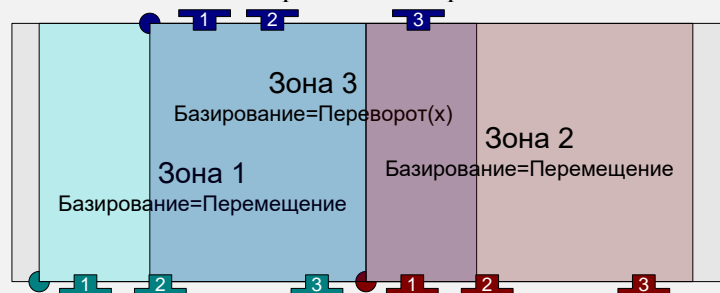 1 2 3
Зона 3
Базирование=Переворот(x)
Зона 2
Базирование=Перемещение
Зона 1
Базирование=Перемещение
1 2 3 1 2 3